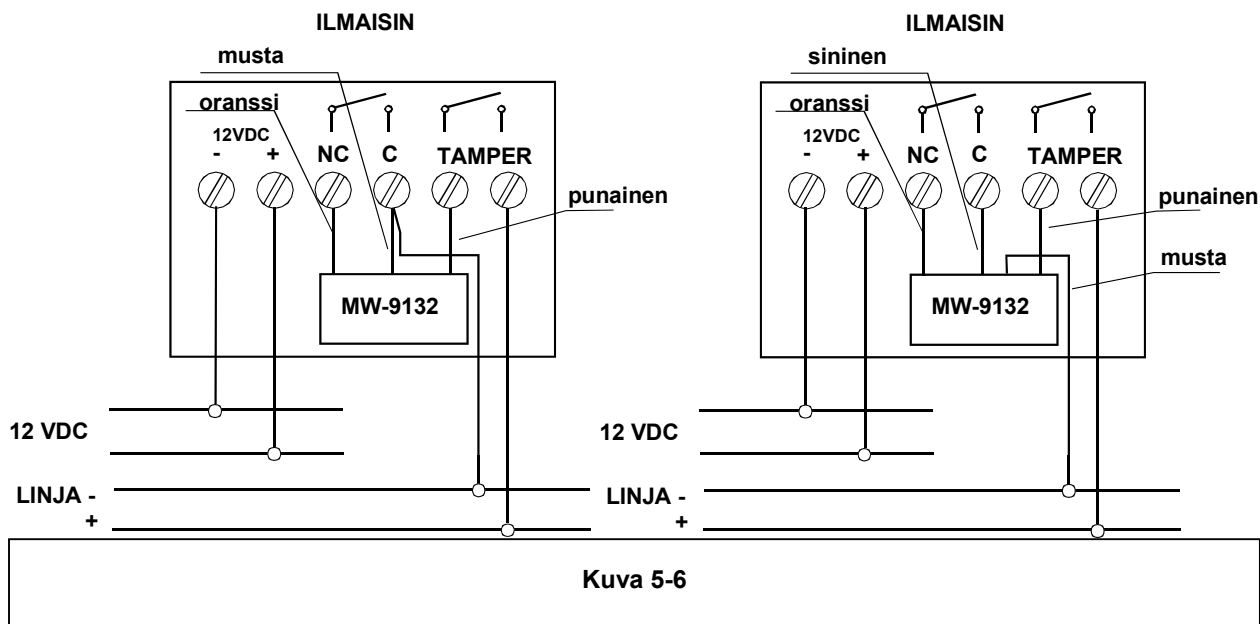 ILMAISIN
musta
oranssi
12VDC
- +
NC C TAMPER
punainen
MW-9132
12 VDC
LINJA -
+
ILMAISIN
sininen
oranssi
12VDC
- +
NC C TAMPER
punainen
musta
MW-9132
12 VDC
LINJA -
+
Kuva 5-6